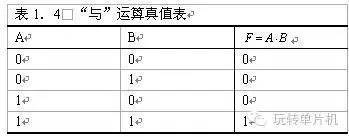 表1. 4□ “与”运算真值表↵
A↵ B↵ F=A·B ↵
0↵ 0↵ 0↵
0↵ 1↵ 0↵
1↵ 0↵ 0↵
1↵ 1↵ 1↵
玩转单片机